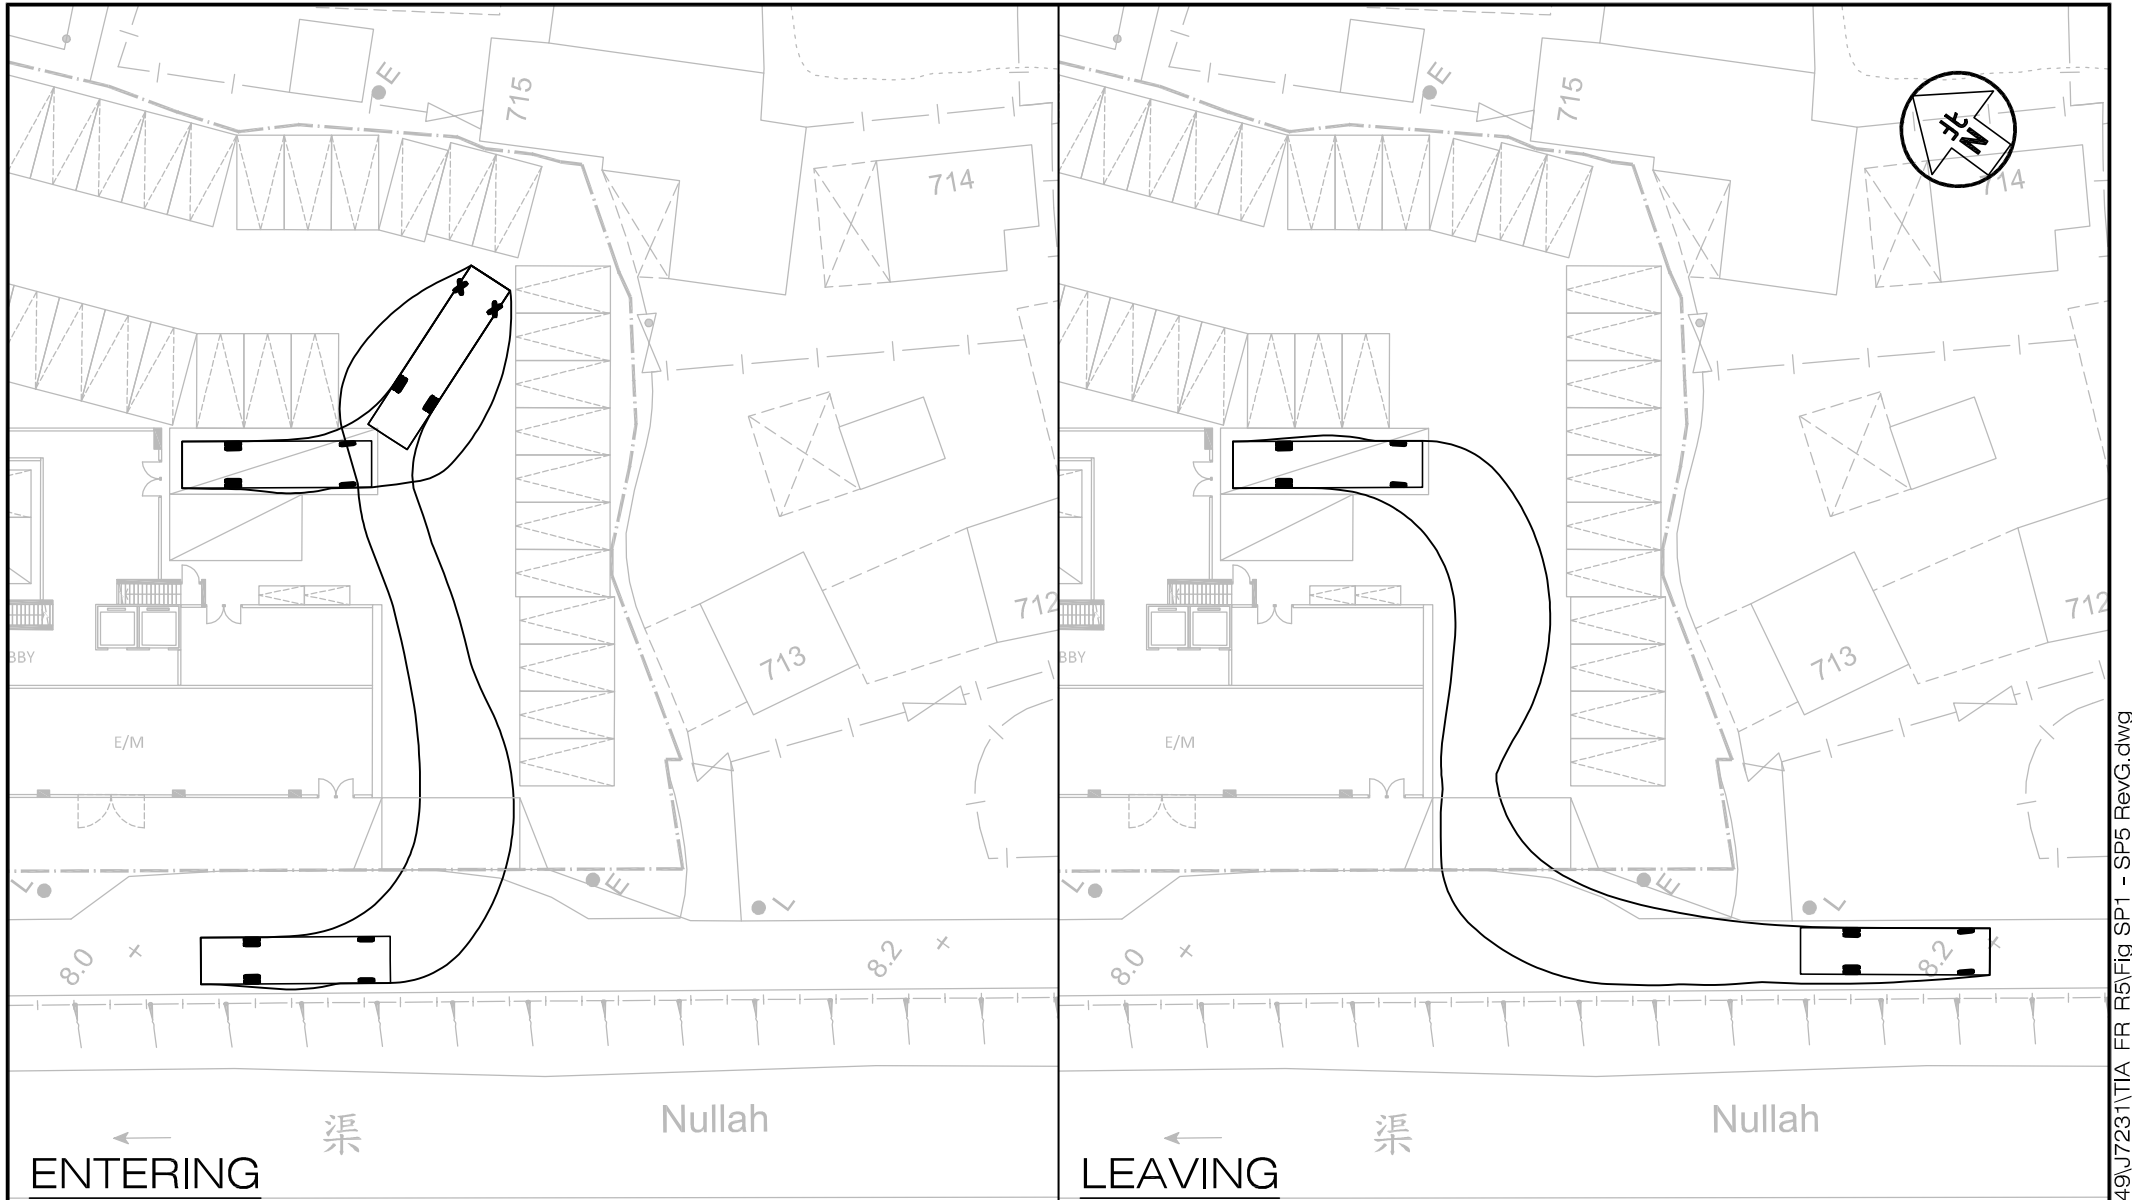 E
715
714
712
713
BBY
E/M
L
E
L
8.0
8.2
渠
Nullah
ENTERING
E
715
北
N
714
712
713
BBY
E/M
L
E
L
8.0
8.2
渠
Nullah
LEAVING
49\J7231\TIA FR R5\Fig SP1 - SP5 RevG.dwg